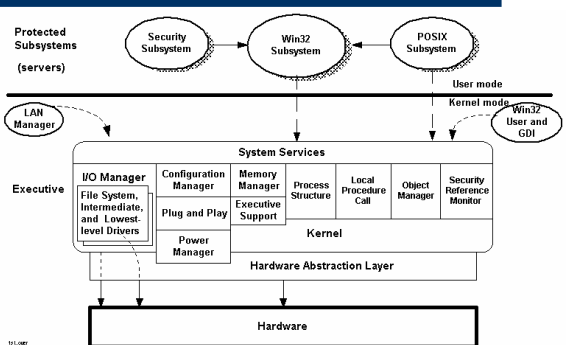 Protected
Subsystems
(servers)
Security
Subsystem
Win32
Subsystem
POSIX
Subsystem
User mode
Kernel mode
LAN
Manager
Win32
User and
GDI
Executive
System Services
I/O Manager
File System,
Intermediate,
and Lowest-
level Drivers
Configuration
Manager
Plug and Play
Power
Manager
Memory
Manager
Executive
Support
Process
Structure
Local
Procedure
Call
Object
Manager
Security
Reference
Monitor
Kernel
Hardware Abstraction Layer
Hardware